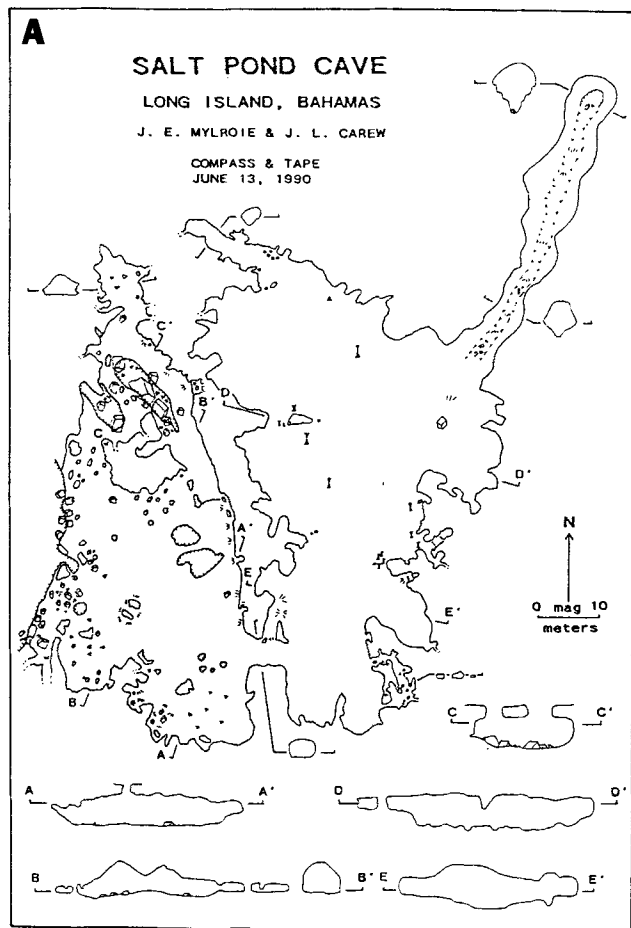 A
SALT POND CAVE
LONG ISLAND, BAHAMAS
J. E. MYLROIE & J. L. CAREW
COMPASS & TAPE
JUNE 13, 1990
C'
B'
D
C
D'
A'
E
N
0 mag 10
meters
E'
B
A
C C'
A A'
D D'
B B'
E E'